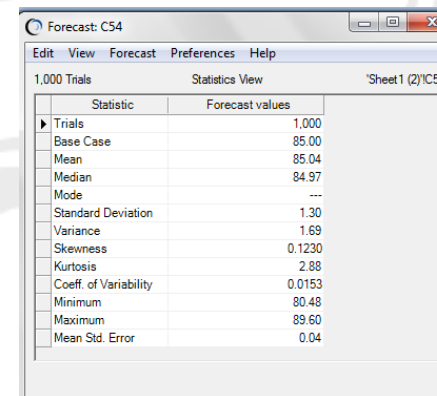 Forecast: C54
Edit View Forecast Preferences Help
1,000 Trials Statistics View 'Sheet1 (2)'!C5
Statistic Forecast values
Trials 1,000
Base Case 85.00
Mean 85.04
Median 84.97
Mode ---
Standard Deviation 1.30
Variance 1.69
Skewness 0.1230
Kurtosis 2.88
Coeff. of Variability 0.0153
Minimum 80.48
Maximum 89.60
Mean Std. Error 0.04